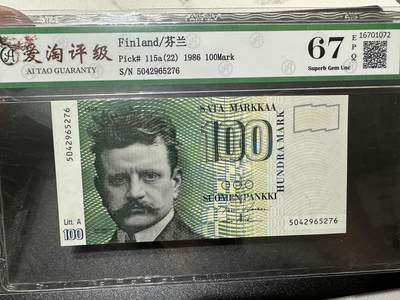 爱淘评级
AI TAO GUARANTY
Finland/芬兰
Pick# 115a(22) 1986 100Mark
S/N 5042965276
67
EPQ
Superb Gem Unc
16701072
5042965276
SATA MARKKAA
100
HUNDRA MARK
SUOMEN PANKKI
Litt. A
100
5042965276